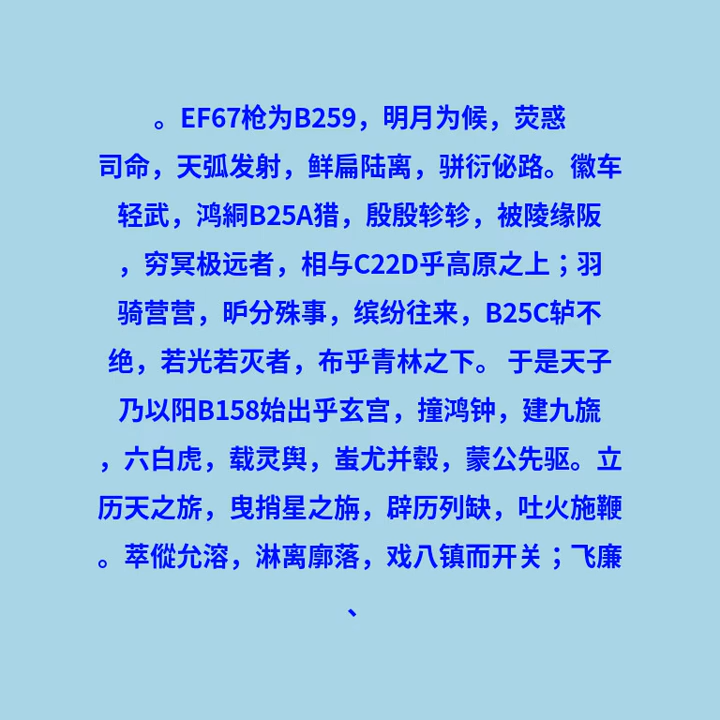 。EF67枪为B259，明月为候，荧惑
司命，天弧发射，鲜扁陆离，骈衍佖路。徽车
轻武，鸿絧B25A猎，殷殷轸轸，被陵缘阪
，穷冥极远者，相与C22D乎高原之上；羽
骑营营，昈分殊事，缤纷往来，B25C轳不
绝，若光若灭者，布乎青林之下。 于是天子
乃以阳B158始出乎玄宫，撞鸿钟，建九旒
，六白虎，载灵舆，蚩尤并毂，蒙公先驱。立
历天之旂，曳捎星之旃，辟历列缺，吐火施鞭
。萃傱允溶，淋离廓落，戏八镇而开关；飞廉
、